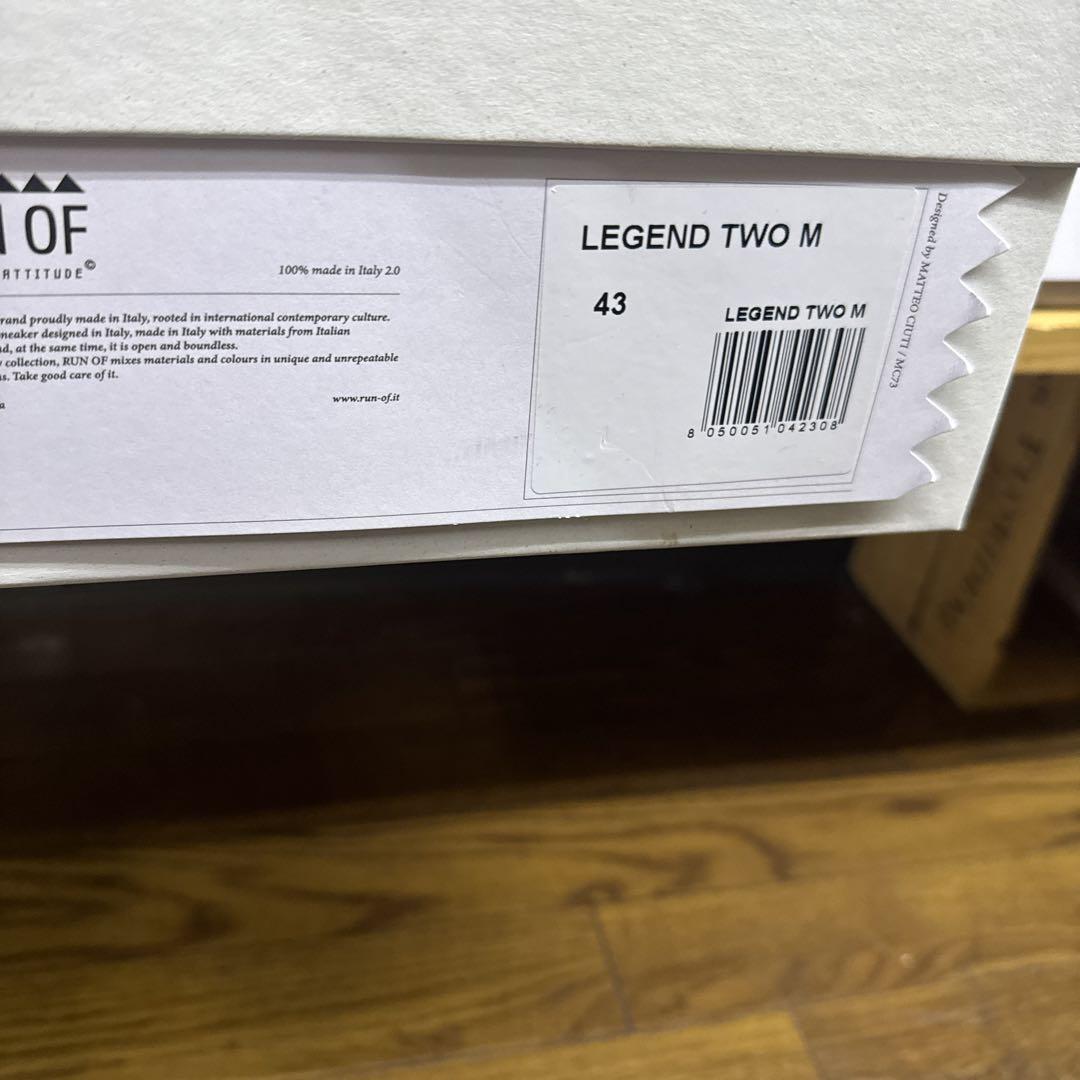 OF
ATTITUDE©
100% made in Italy 2.0
rand proudly made in Italy, rooted in international contemporary culture.
neaker designed in Italy, made in Italy with materials from Italian
d, at the same time, it is open and boundless.
collection, RUN OF mixes materials and colours in unique and unrepeatable
s. Take good care of it.
www.run-of.it
LEGEND TWO M
43
LEGEND TWO M
8 050051 042308
Designed by MATTEO CIUTI / MC73